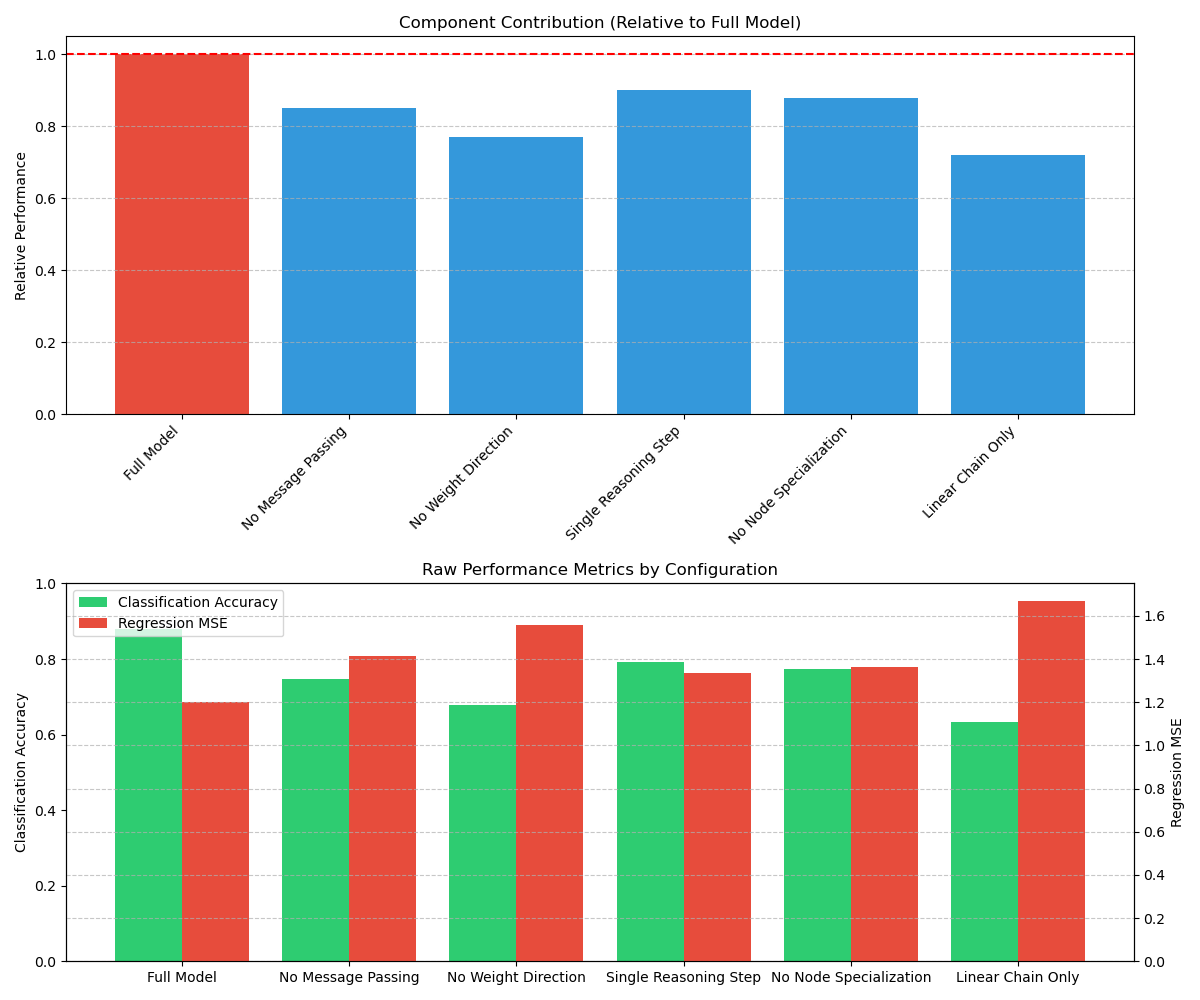 Component Contribution (Relative to Full Model)
Relative Performance
1.0
0.8
0.6
0.4
0.2
0.0
Full Model
No Message Passing
No Weight Direction
Single Reasoning Step
No Node Specialization
Linear Chain Only
Raw Performance Metrics by Configuration
Classification Accuracy
Regression MSE
Classification Accuracy
1.0
0.8
0.6
0.4
0.2
0.0
1.6
1.4
1.2
1.0
0.8
0.6
0.4
0.2
0.0
Regression MSE
Full Model
No Message Passing
No Weight Direction
Single Reasoning Step
No Node Specialization
Linear Chain Only